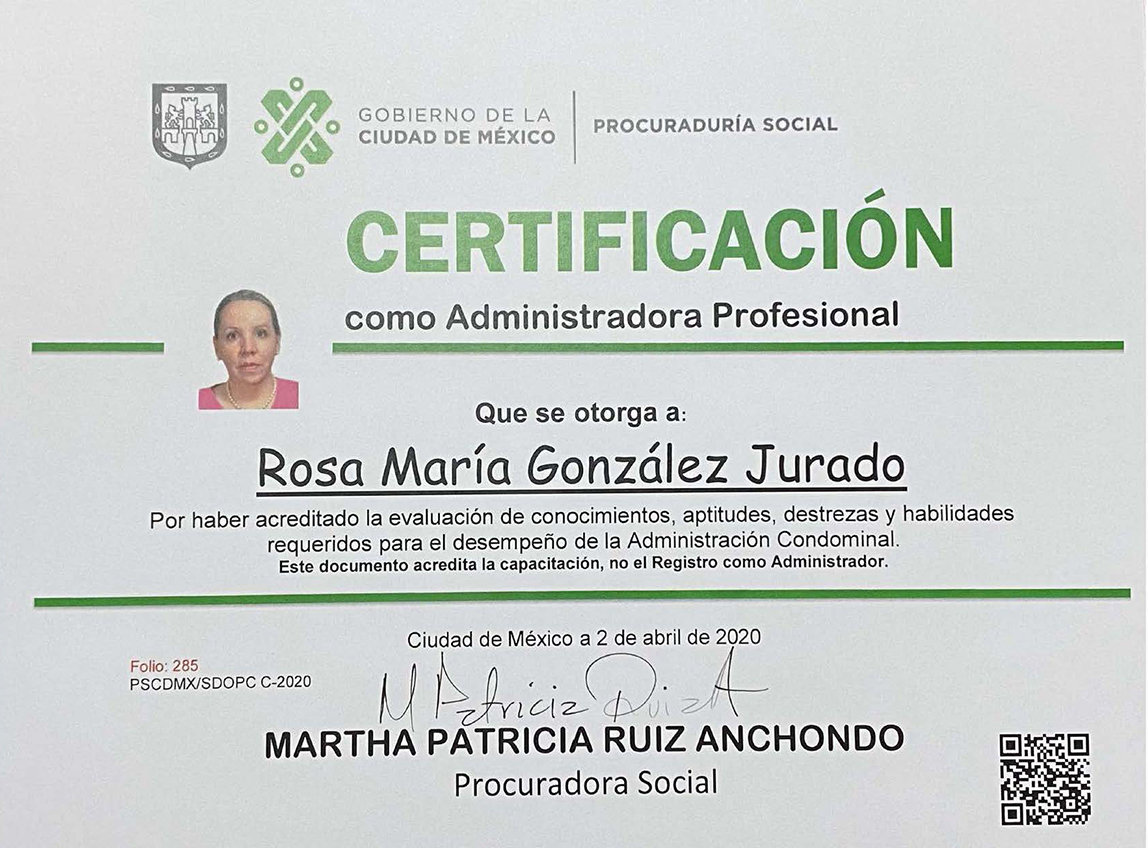 GOBIERNO DE LA
CIUDAD DE MÉXICO
PROCURADURÍA SOCIAL
CERTIFICACIÓN
como Administradora Profesional
Que se otorga a:
Rosa María González Jurado
Por haber acreditado la evaluación de conocimientos, aptitudes, destrezas y habilidades
requeridos para el desempeño de la Administración Condominal.
Este documento acredita la capacitación, no el Registro como Administrador.
Ciudad de México a 2 de abril de 2020
Folio: 285
PSCDMX/SDOPC C-2020
M Patricia Ruiz A
MARTHA PATRICIA RUIZ ANCHONDO
Procuradora Social